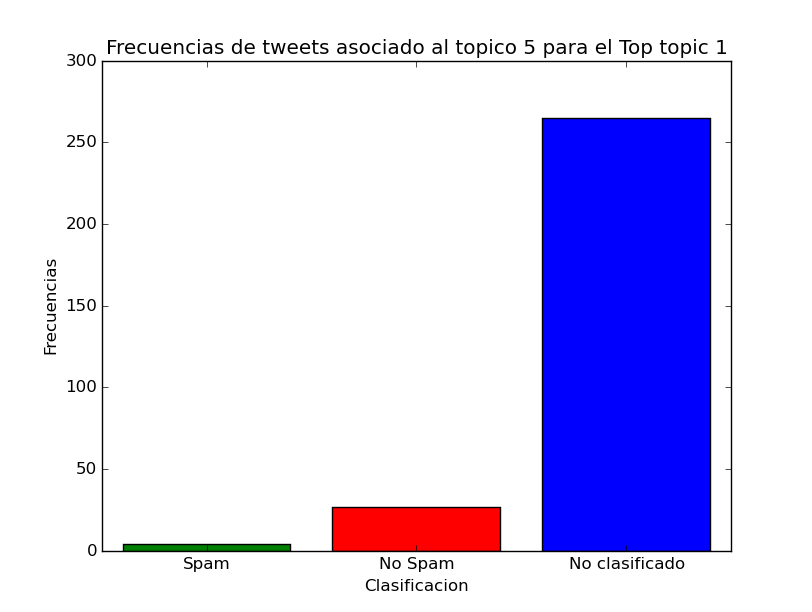 Frecuencias de tweets asociado al topico 5 para el Top topic 1
300
250
200
150
100
50
0
Frecuencias
Spam No Spam No clasificado
Clasificacion